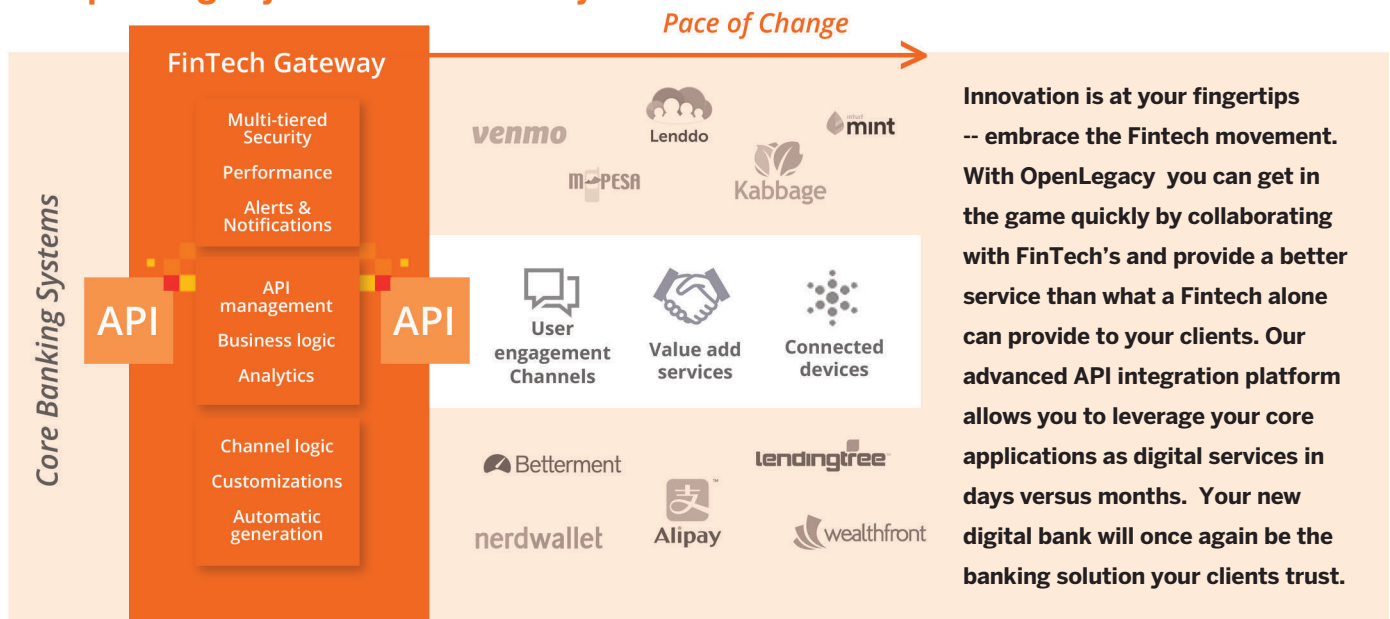 Pace of Change
FinTech Gateway
Core Banking Systems
Multi-tiered
Security
Performance
Alerts &
Notifications
API
API
management
Business logic
Analytics
API
Channel logic
Customizations
Automatic
generation
venmo
Lenddo
intuit
mint
M-PESA
Kabbage
User
engagement
Channels
Value add
services
Connected
devices
Betterment
lendingtree
nerdwallet
支
™
Alipay
wealthfront
Innovation is at your fingertips
-- embrace the Fintech movement.
With OpenLegacy  you can get in
the game quickly by collaborating
with FinTech's and provide a better
service than what a Fintech alone
can provide to your clients. Our
advanced API integration platform
allows you to leverage your core
applications as digital services in
days versus months.  Your new
digital bank will once again be the
banking solution your clients trust.